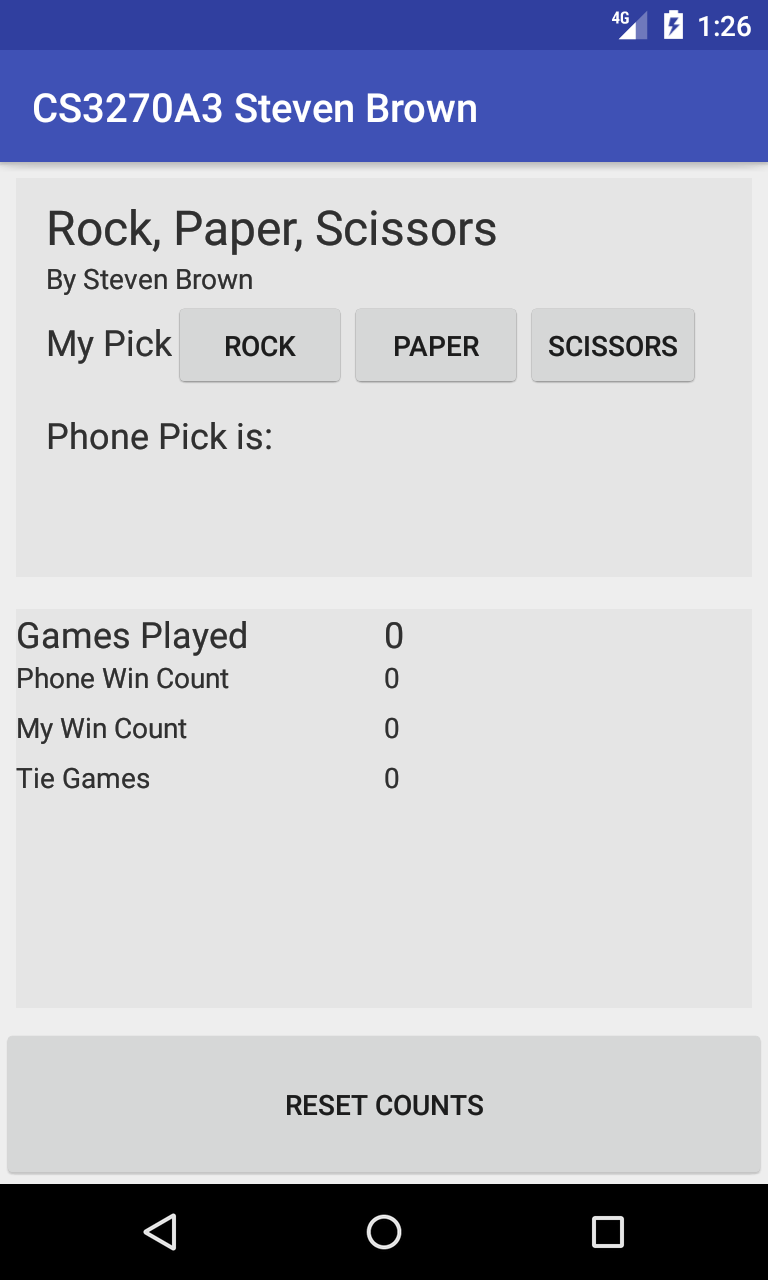 4G 1:26
CS3270A3 Steven Brown
Rock, Paper, Scissors
By Steven Brown
My Pick ROCK PAPER SCISSORS
Phone Pick is:
Games Played 0
Phone Win Count 0
My Win Count 0
Tie Games 0
RESET COUNTS